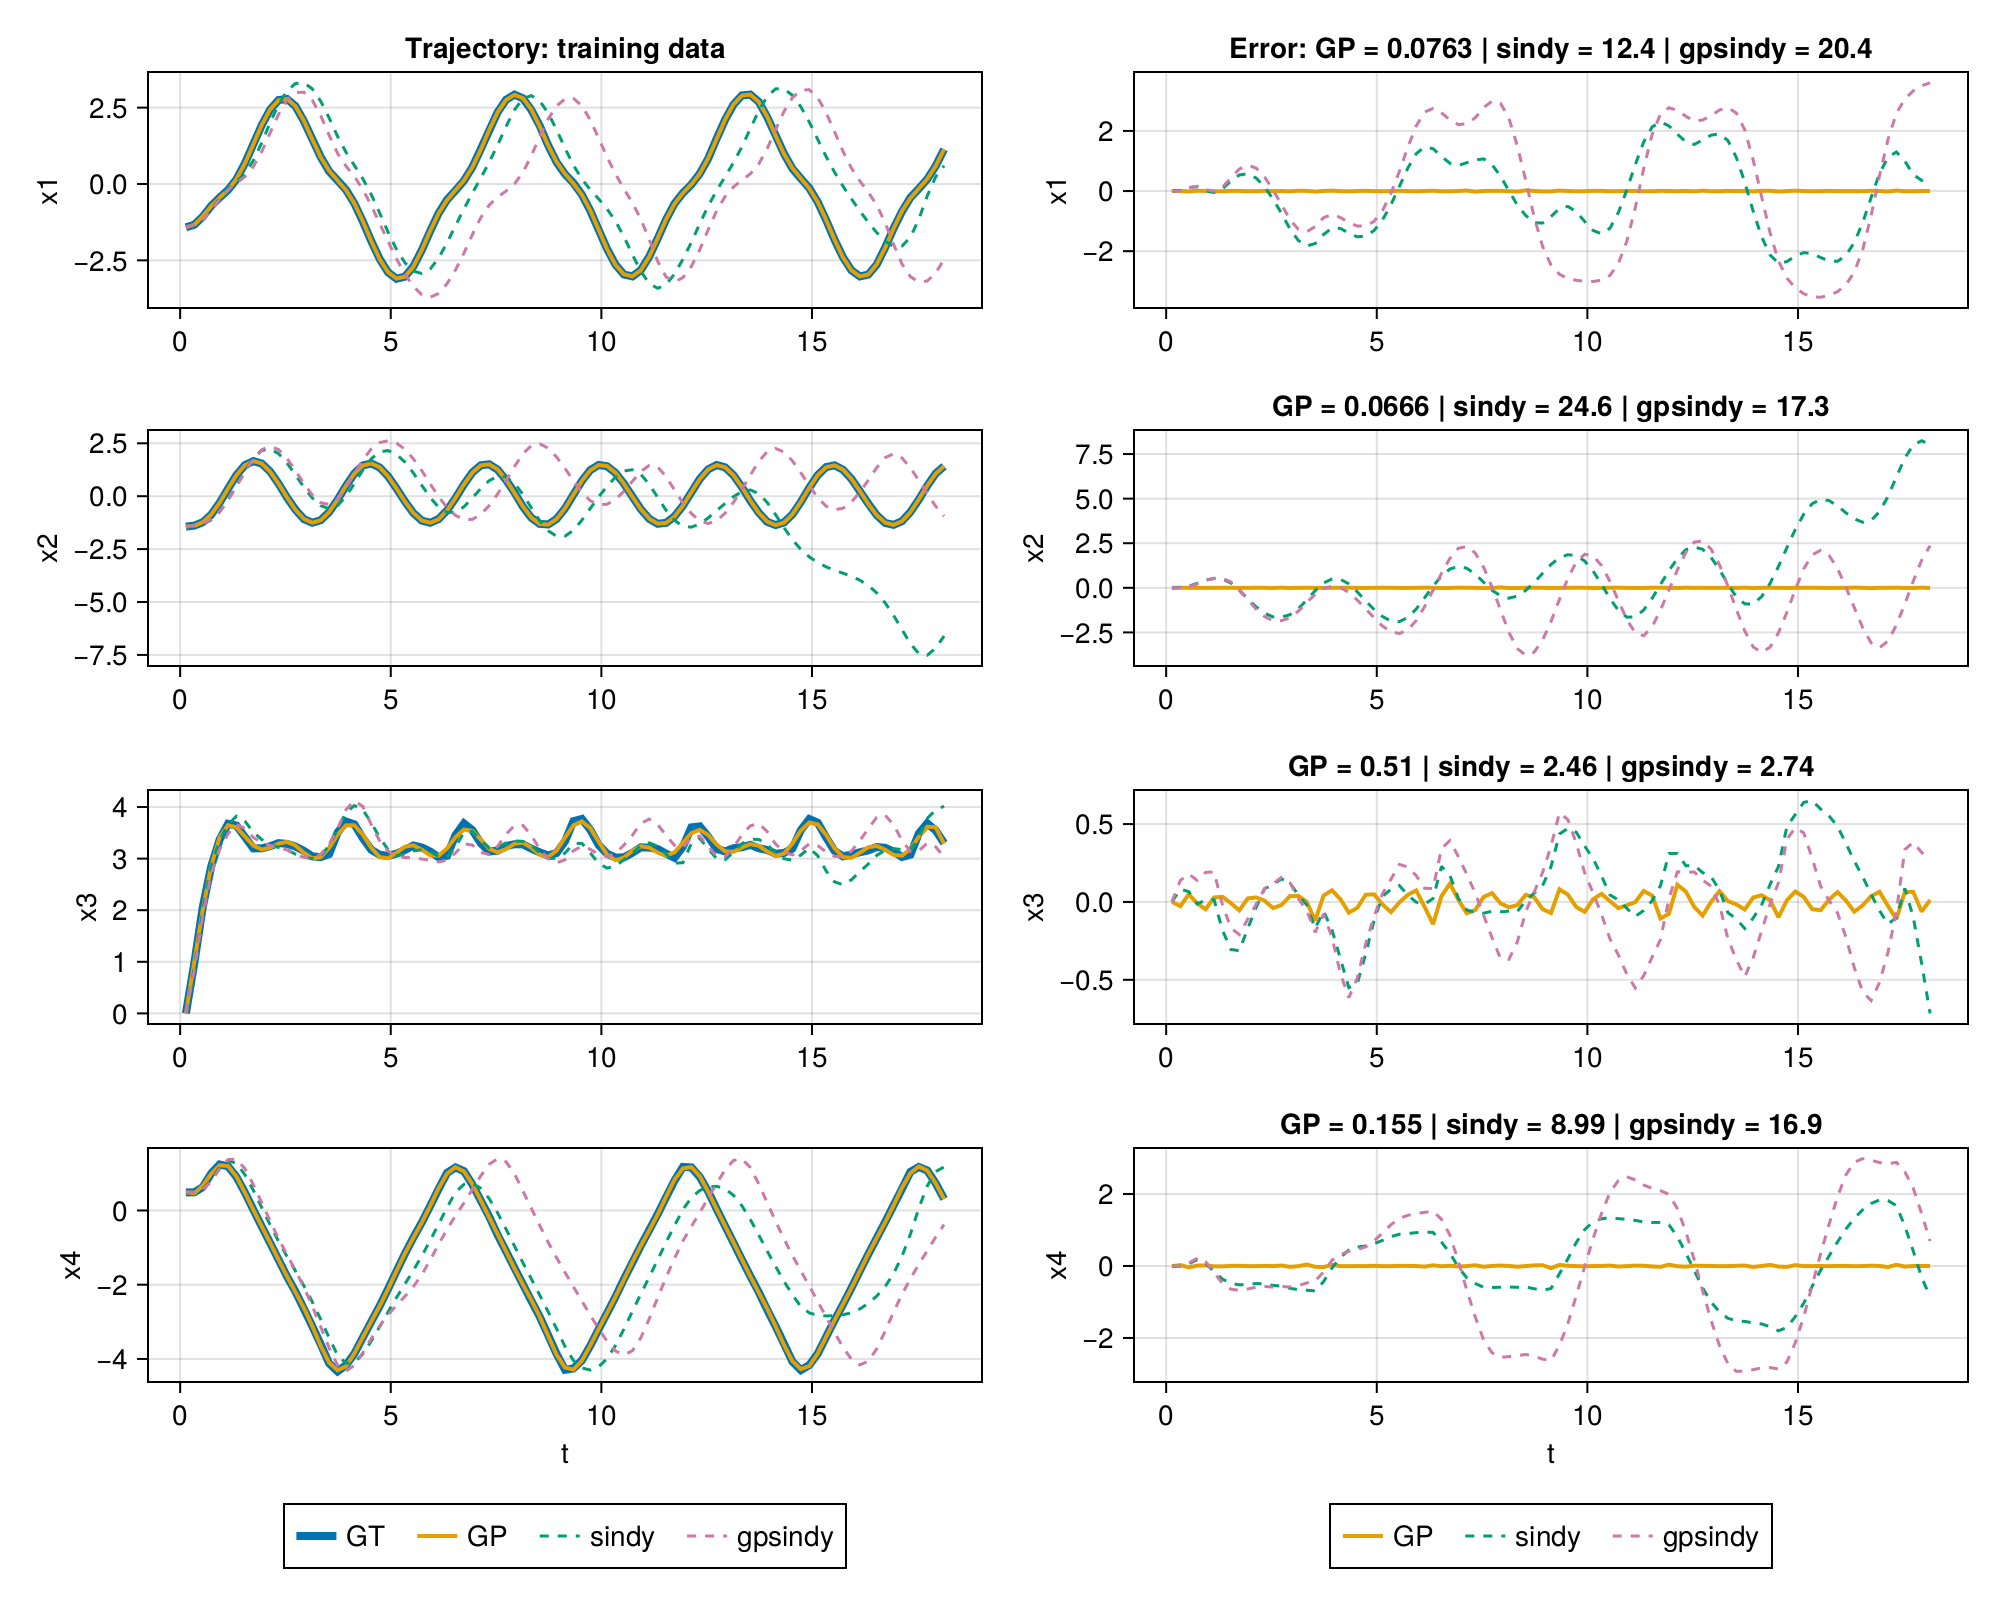 Trajectory: training data
x1
2.5
0.0
−2.5
0 5 10 15
Error: GP = 0.0763 | sindy = 12.4 | gpsindy = 20.4
x1
2
0
−2
0 5 10 15
x2
2.5
0.0
−2.5
−5.0
−7.5
0 5 10 15
GP = 0.0666 | sindy = 24.6 | gpsindy = 17.3
x2
7.5
5.0
2.5
0.0
−2.5
0 5 10 15
x3
4
3
2
1
0
0 5 10 15
GP = 0.51 | sindy = 2.46 | gpsindy = 2.74
x3
0.5
0.0
−0.5
0 5 10 15
x4
0
−2
−4
0 5 10 15
t
GP = 0.155 | sindy = 8.99 | gpsindy = 16.9
x4
2
0
−2
0 5 10 15
t
GT GP sindy gpsindy
GP sindy gpsindy